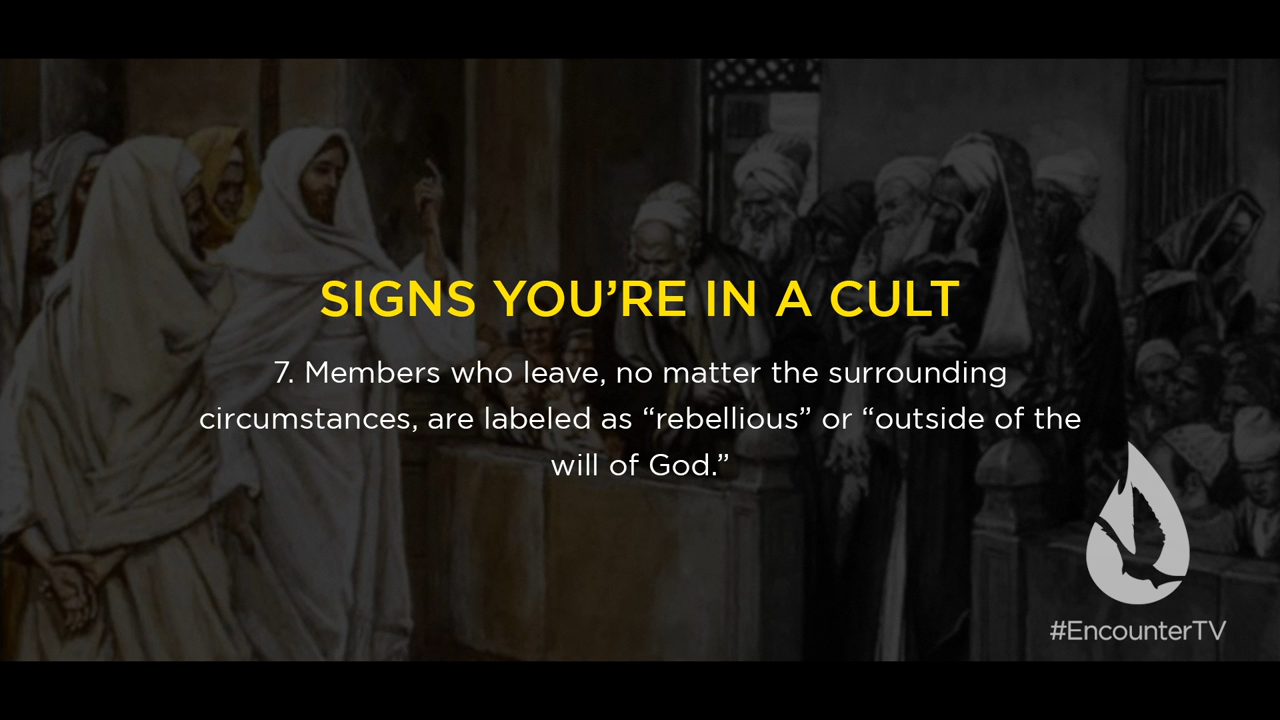 SIGNS YOU’RE IN A CULT
7. Members who leave, no matter the surrounding
circumstances, are labeled as “rebellious” or “outside of the
will of God.”
#EncounterTV